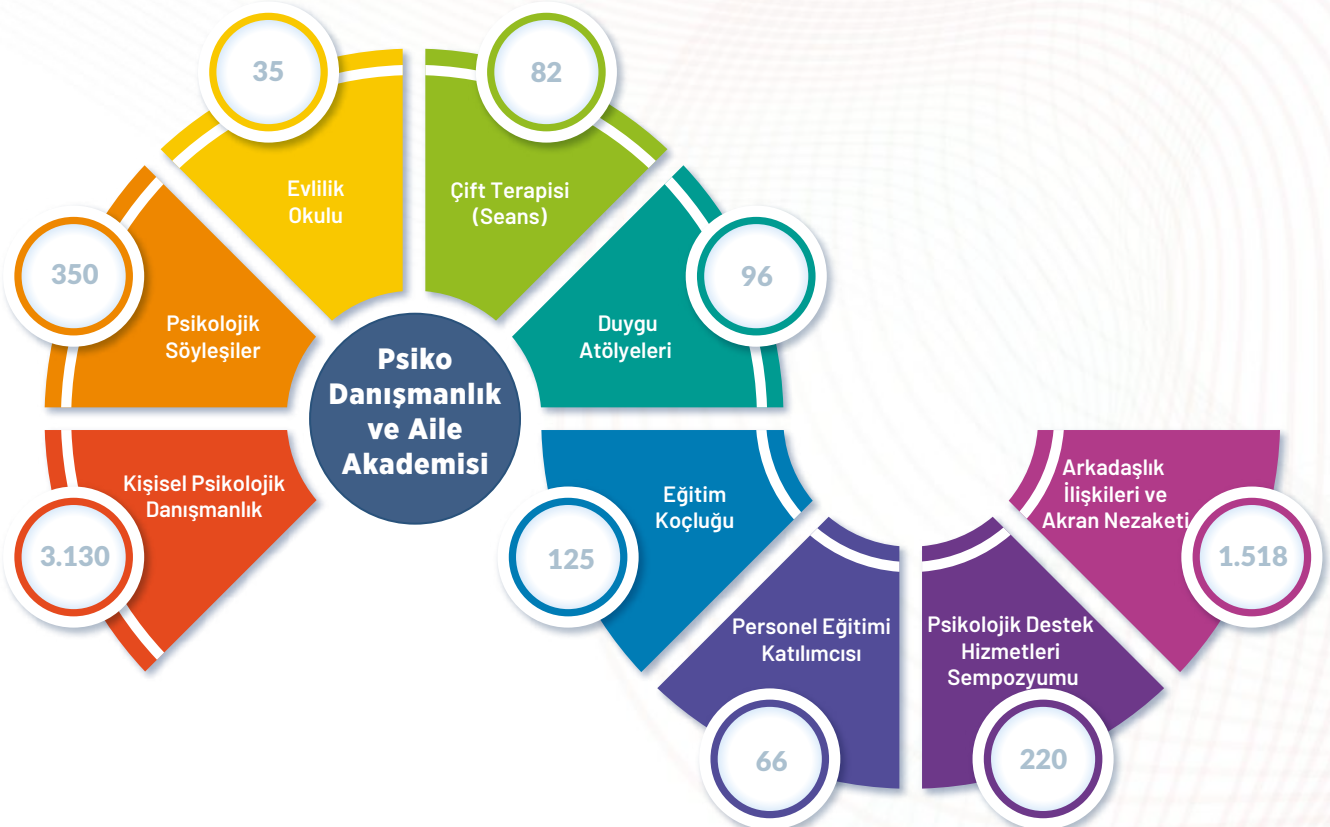 Psiko
Danışmanlık
ve Aile
Akademisi
3.130
Kişisel Psikolojik
Danışmanlık
350
Psikolojik
Söyleşiler
35
Evlilik
Okulu
82
Çift Terapisi
(Seans)
96
Duygu
Atölyeleri
125
Eğitim
Koçluğu
66
Personel Eğitimi
Katılımcısı
220
Psikolojik Destek
Hizmetleri
Sempozyumu
1.518
Arkadaşlık
İlişkileri ve
Akran Nezaketi